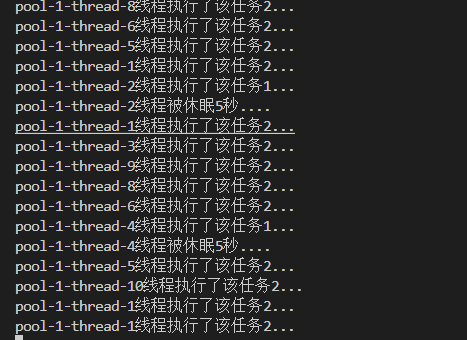 pool-1-thread-8线程执行了该任务2...
pool-1-thread-6线程执行了该任务2...
pool-1-thread-5线程执行了该任务2...
pool-1-thread-1线程执行了该任务2...
pool-1-thread-2线程执行了该任务1...
pool-1-thread-2线程被休眠5秒....
pool-1-thread-1线程执行了该任务2...
pool-1-thread-3线程执行了该任务2...
pool-1-thread-9线程执行了该任务2...
pool-1-thread-8线程执行了该任务2...
pool-1-thread-6线程执行了该任务2...
pool-1-thread-4线程执行了该任务1...
pool-1-thread-4线程被休眠5秒....
pool-1-thread-5线程执行了该任务2...
pool-1-thread-10线程执行了该任务2...
pool-1-thread-1线程执行了该任务2...
pool-1-thread-1线程执行了该任务2...